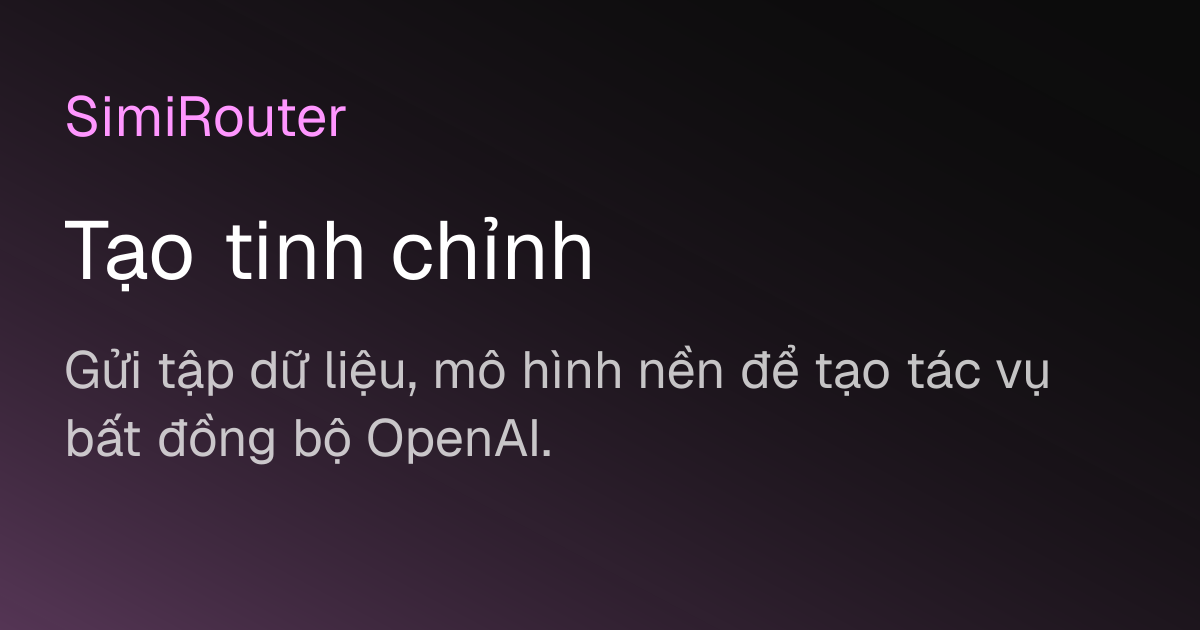 SimiRouter
Tạo tinh chỉnh
Gửi tập dữ liệu, mô hình nền để tạo tác vụ
bất đồng bộ OpenAI.